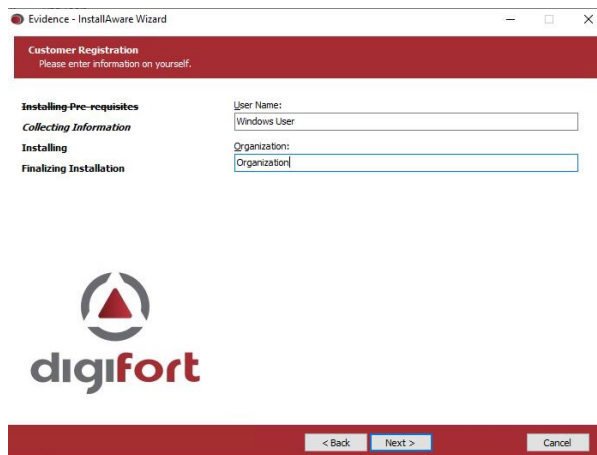 Evidence - InstallAware Wizard
Customer Registration
Please enter information on yourself.
Installing Pre-requisites
Collecting Information
Installing
Finalizing Installation
User Name:
Windows User
Organization:
Organization
digifort
< Back
Next >
Cancel